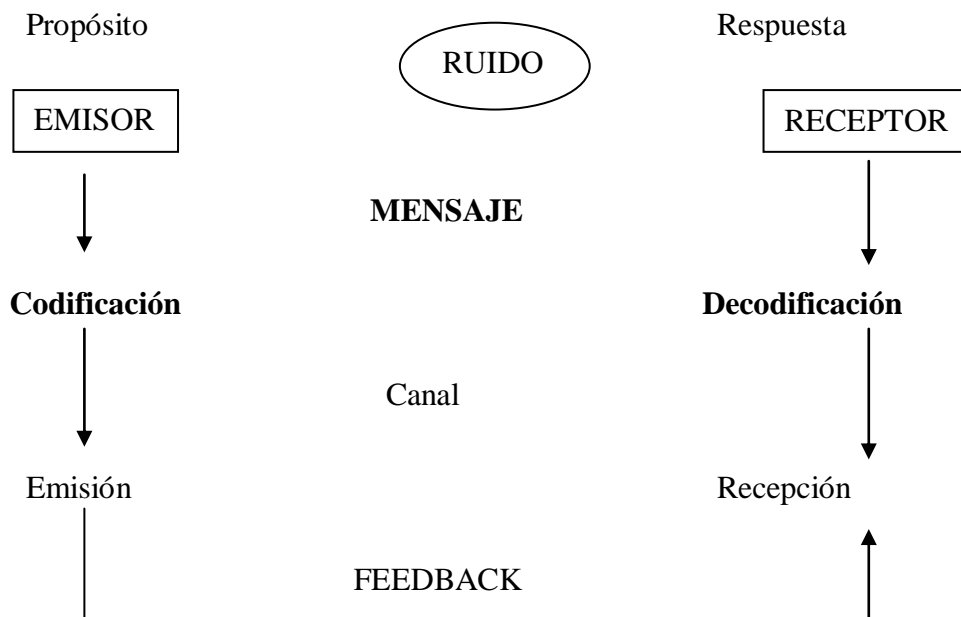 Propósito Respuesta
RUIDO
EMISOR RECEPTOR
MENSAJE
Codificación Decodificación
Canal
Emisión Recepción
FEEDBACK